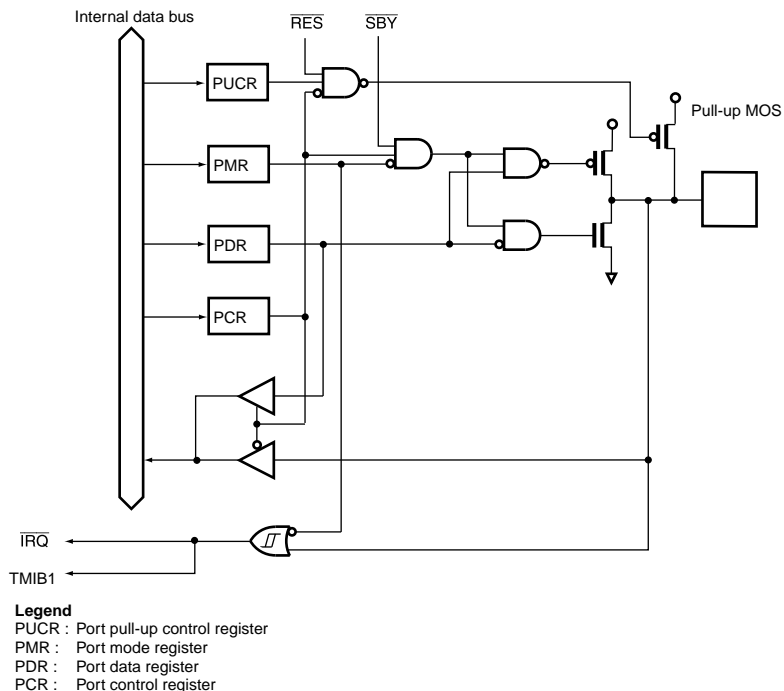 Internal data bus
RES
SBY
PUCR
Pull-up MOS
PMR
PDR
PCR
IRQ
TMIB1
Legend
PUCR : Port pull-up control register
PMR : Port mode register
PDR : Port data register
PCR : Port control register